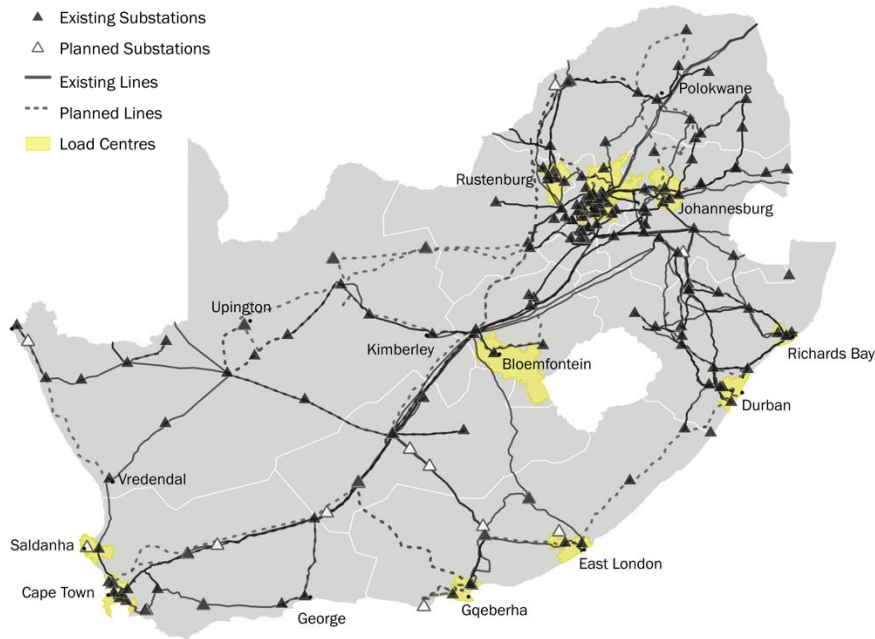 Existing Substations
Planned Substations
Existing Lines
Planned Lines
Load Centres
Polokwane
Rustenburg
Johannesburg
Upington
Kimberley
Bloemfontein
Richards Bay
Durban
Vredendal
Saldanha
East London
Cape Town
George
Gqeberha